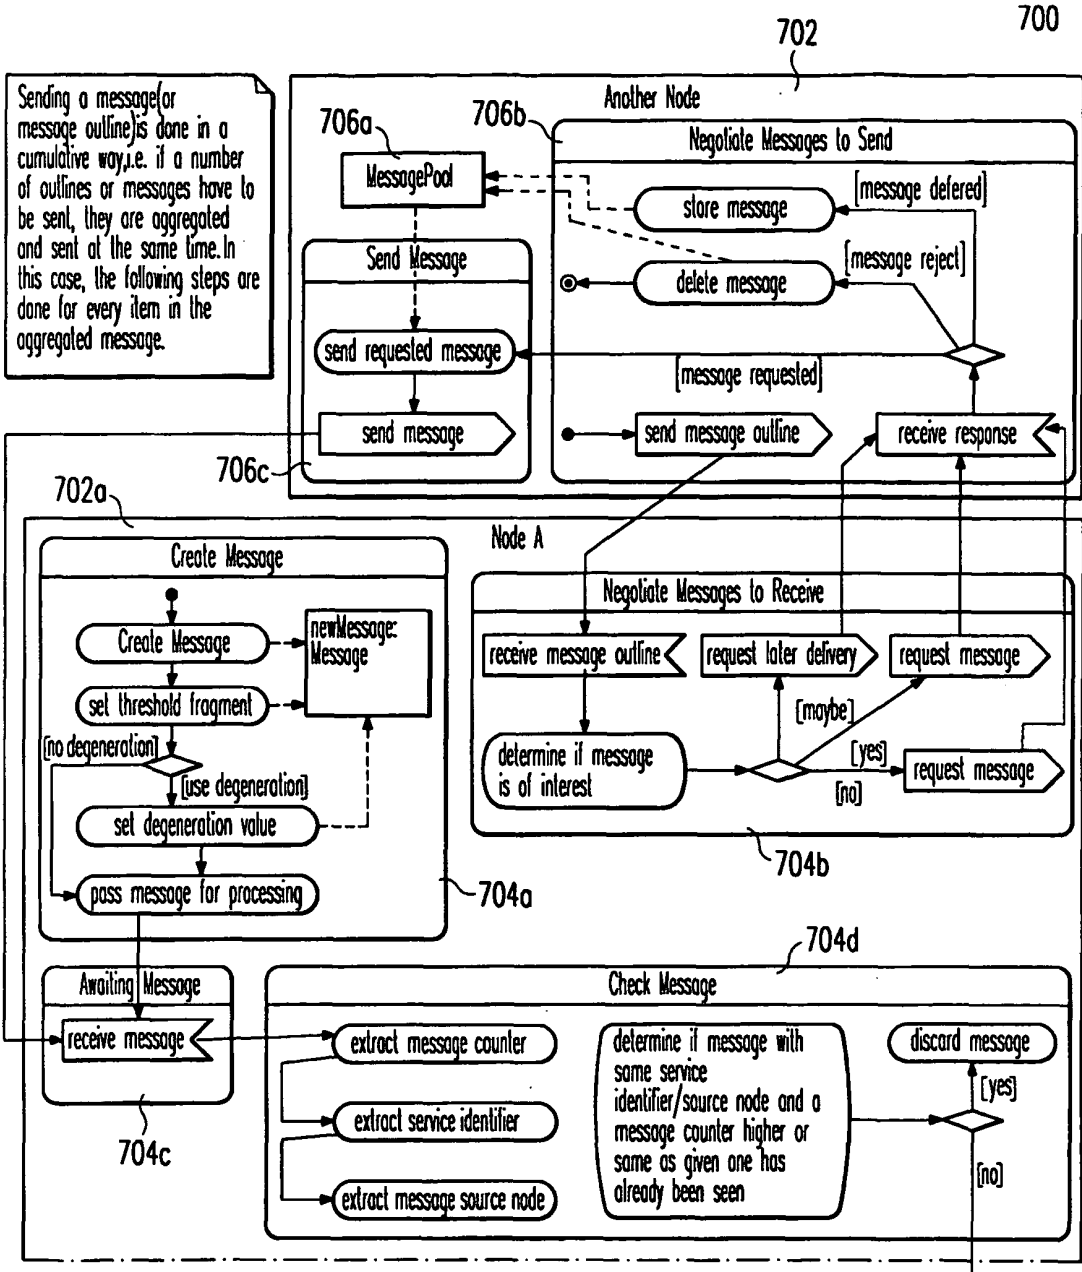 700
702
Sending a message(or
message outline)is done in a
cumulative way,i.e. if a number
of outlines or messages have to
be sent, they are aggregated
and sent at the same time.In
this case, the following steps are
done for every item in the
aggregated message.
Another Node
706a
706b
Negotiate Messages to Send
MessagePool
store message
[message defered]
Send Message
delete message
[message reject]
send requested message
[message requested]
send message
send message outline
receive response
706c
702a
Node A
Create Message
Negotiate Messages to Receive
Create Message
newMessage:
Message
receive message outline
request later delivery
request message
set threshold fragment
[no degeneration]
[maybe]
[use degeneration]
determine if message
is of interest
[yes]
[no]
request message
set degeneration value
704b
pass message for processing
704a
704d
Awaiting Message
Check Message
receive message
extract message counter
determine if message with
same service
identifier/source node and a
message counter higher or
same as given one has
already been seen
discard message
[yes]
extract service identifier
704c
[no]
extract message source node